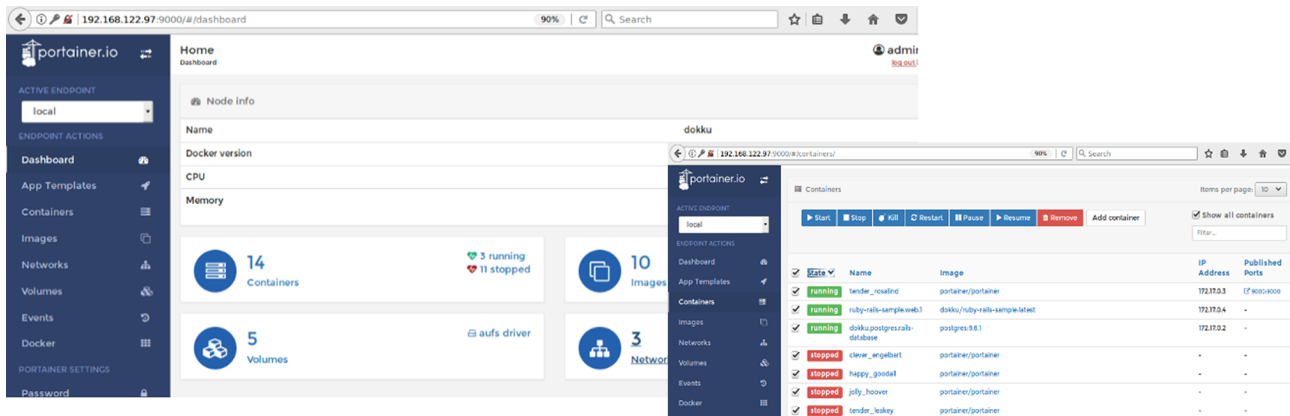 192.168.122.97:9000/#/dashboard
90%
Search
portainer.io
Home
Dashboard
admin
log out
ACTIVE ENDPOINT
local
ENDPOINT ACTIONS
Dashboard
App Templates
Containers
Images
Networks
Volumes
Events
Docker
PORTAINER SETTINGS
Password
Node info
Name
dokku
Docker version
CPU
Memory
14
Containers
3 running
11 stopped
10
Images
5
Volumes
aufs driver
3
Networ
192.168.122.97:9000/#/containers/
90%
Search
portainer.io
ACTIVE ENDPOINT
local
ENDPOINT ACTIONS
Dashboard
App Templates
Containers
Images
Networks
Volumes
Events
Docker
Containers
Items per page: 10
Start Stop Kill Restart Pause Resume Remove Add container
Show all containers
Filter...
State Name Image IP Address Published Ports
running tender_rosalind portainer/portainer 172.17.0.3 9000:9000
running ruby-rails-sample.web.1 dokku/ruby-rails-sample:latest 172.17.0.4 -
running dokku.postgres.rails-database postgres:9.6.1 172.17.0.2 -
stopped clever_engelbart portainer/portainer - -
stopped happy_goodall portainer/portainer - -
stopped jolly_hoover portainer/portainer - -
stopped tender_leakey portainer/portainer - -